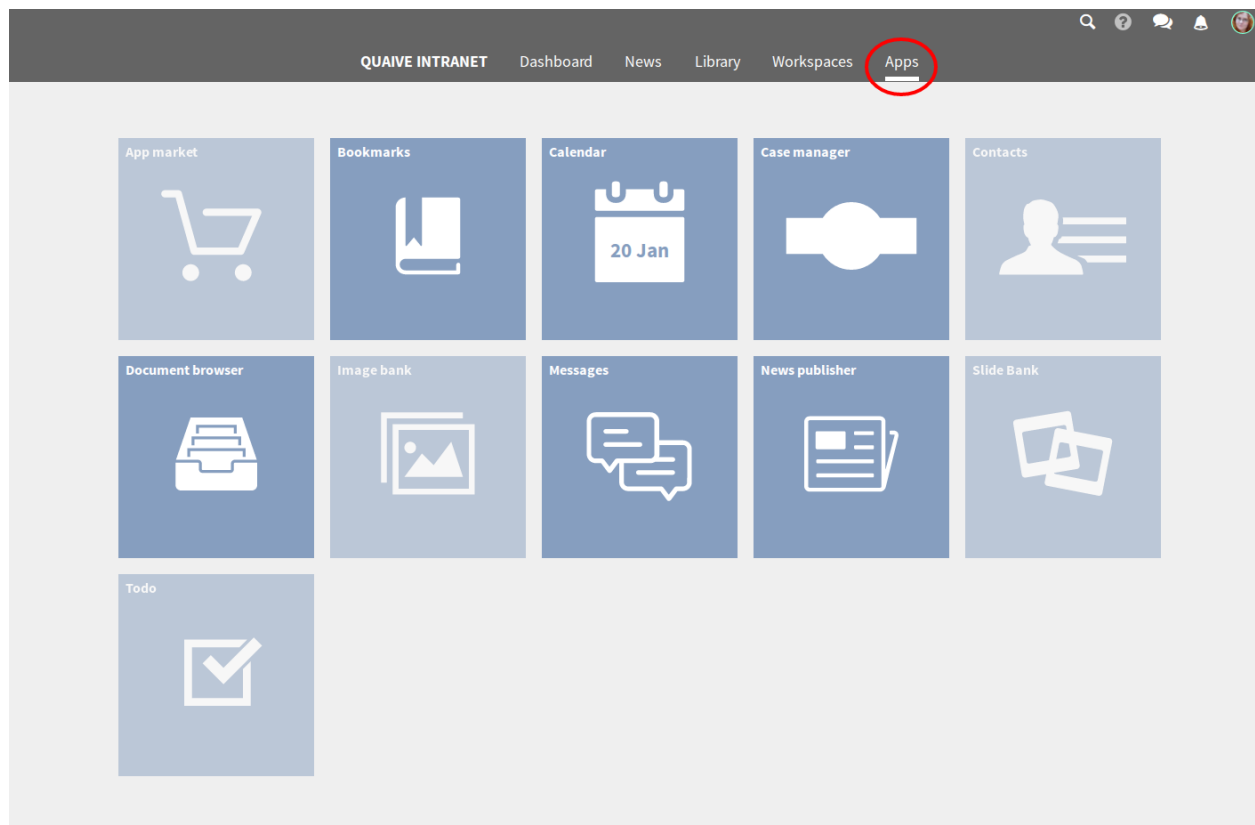 QUAIVE INTRANET Dashboard News Library Workspaces Apps
App market Bookmarks Calendar Case manager Contacts
20 Jan
Document browser Image bank Messages News publisher Slide Bank
Todo